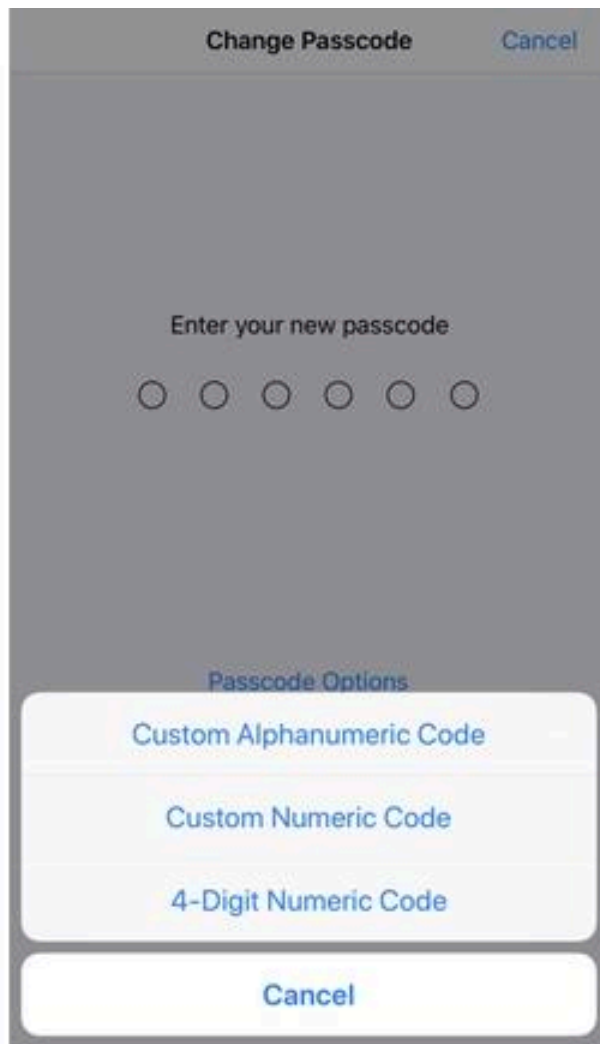 Change Passcode Cancel
Enter your new passcode
Passcode Options
Custom Alphanumeric Code
Custom Numeric Code
4-Digit Numeric Code
Cancel